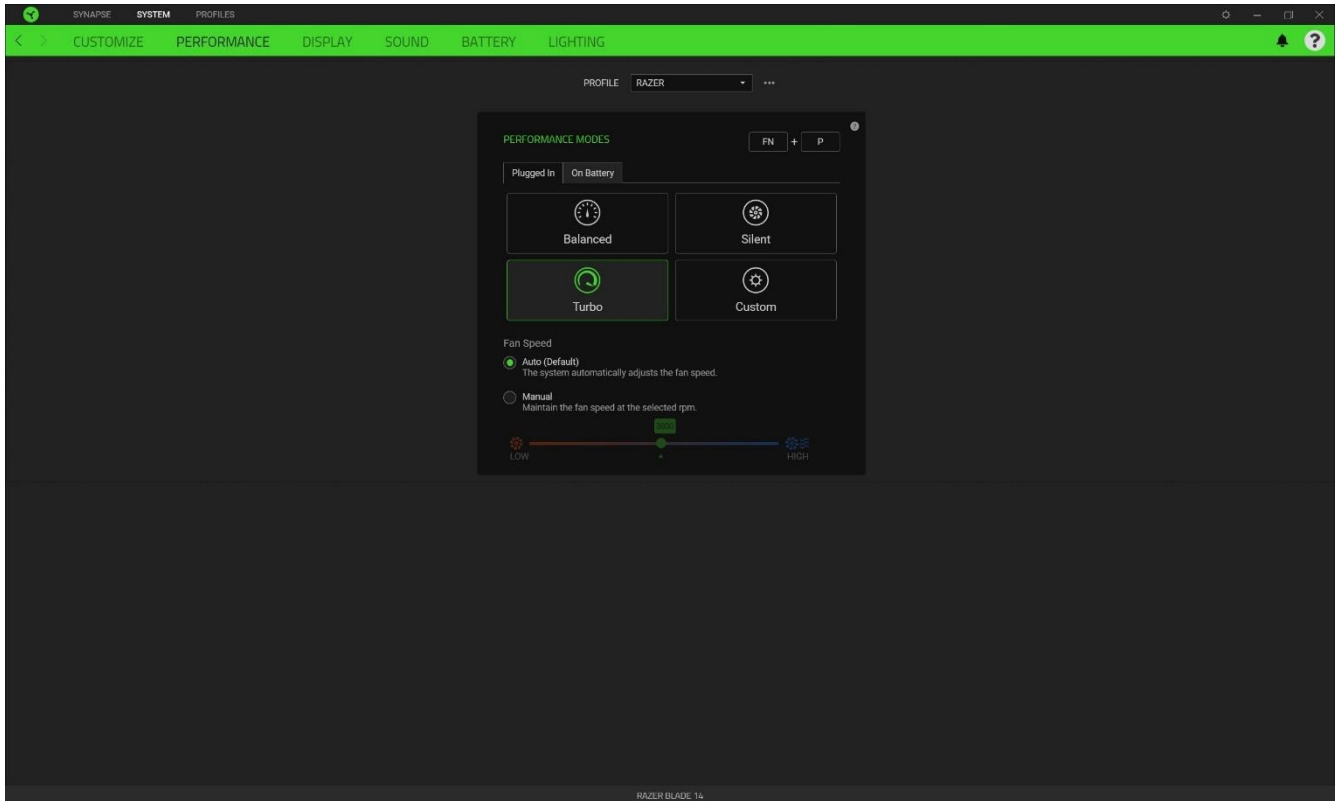 SYNAPSE SYSTEM PROFILES
CUSTOMIZE PERFORMANCE DISPLAY SOUND BATTERY LIGHTING
?
PROFILE RAZER
PERFORMANCE MODES FN + P
?
Plugged In On Battery
Balanced Silent
Turbo Custom
Fan Speed
Auto (Default)
The system automatically adjusts the fan speed.
Manual
Maintain the fan speed at the selected rpm.
LOW HIGH
RAZER BLADE 14